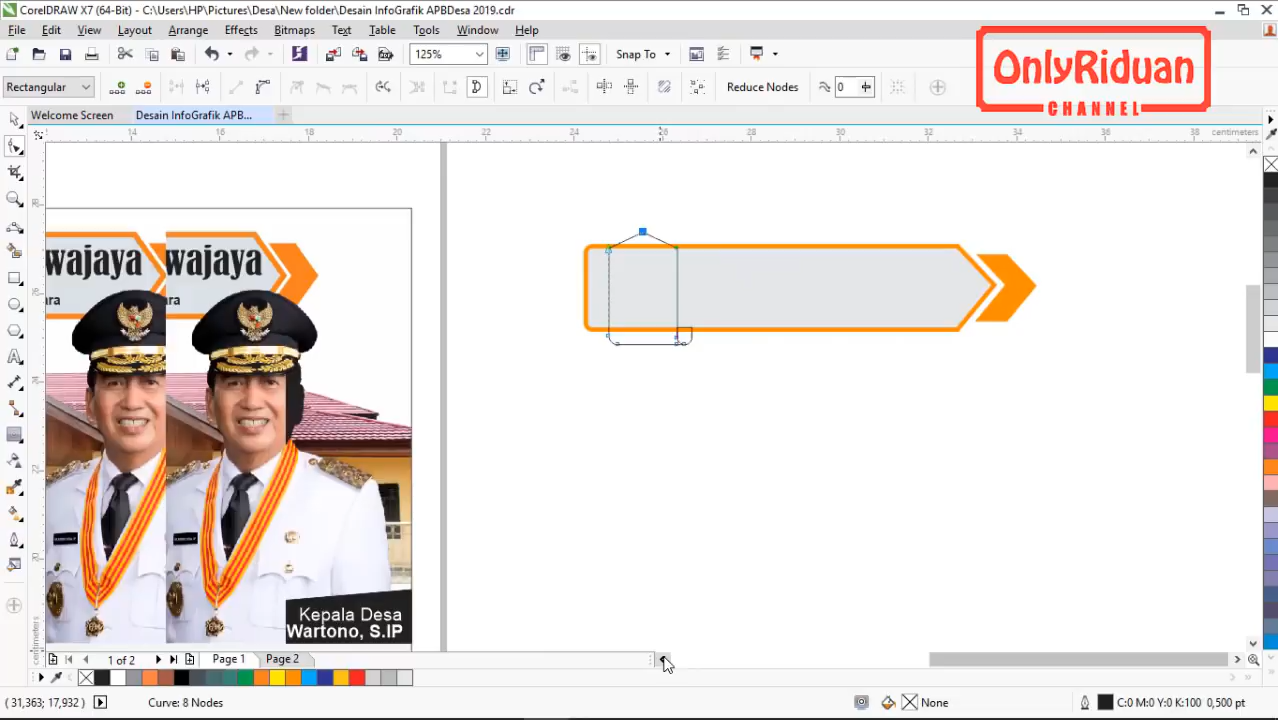 CorelDRAW X7 (64-Bit) - C:\Users\HP\Pictures\Desa\New folder\Desain InfoGrafik APBDesa 2019.cdr
File Edit View Layout Arrange Effects Bitmaps Text Table Tools Window Help
125% Snap To
Rectangular Reduce Nodes 0
OnlyRiduan
CHANNEL
Welcome Screen Desain InfoGrafik APB...
14 16 18 20 22 24 26 28 30 32 34 36 38 centimeters
wajaya wajaya
ara ara
Kepala Desa
Wartono, S.IP
centimeters
1 of 2 Page 1 Page 2
(31,363; 17,932) Curve: 8 Nodes None C:0 M:0 Y:0 K:100 0,500 pt